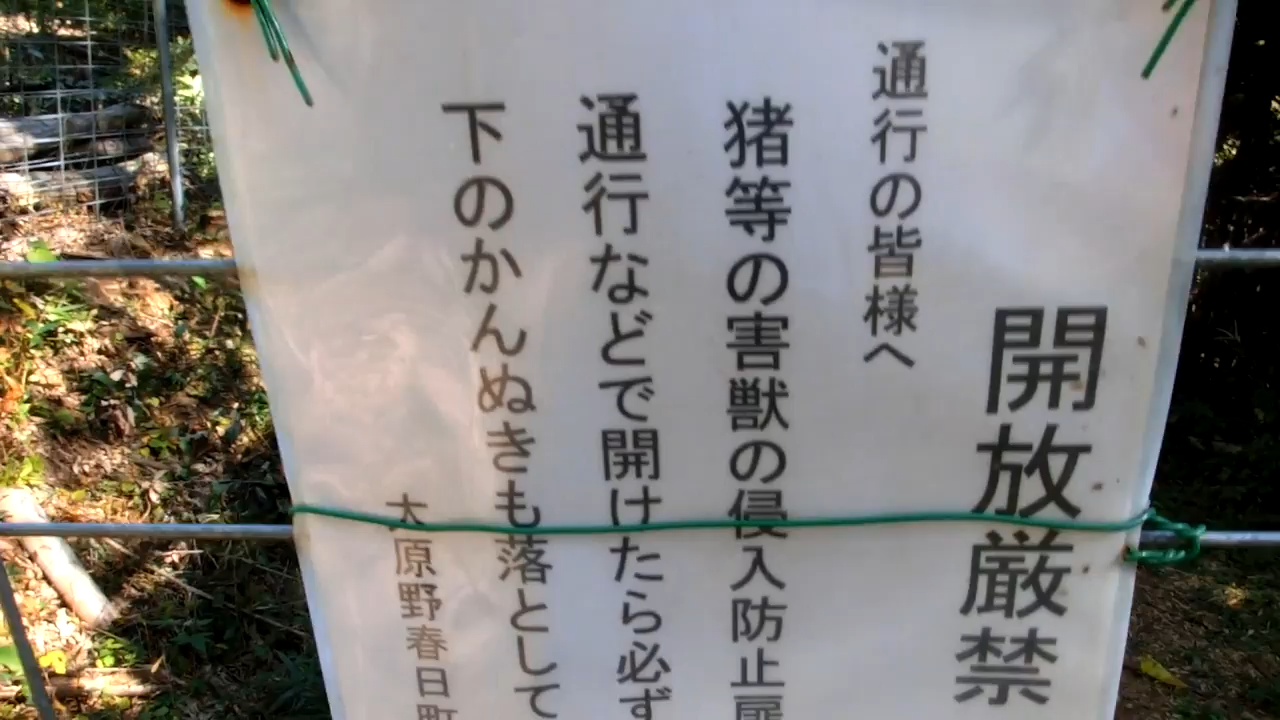 開放厳禁
通行の皆様へ
猪等の害獣の侵入防止扉
通行などで開けたら必ず
下のかんぬきも落として
大原野春日町